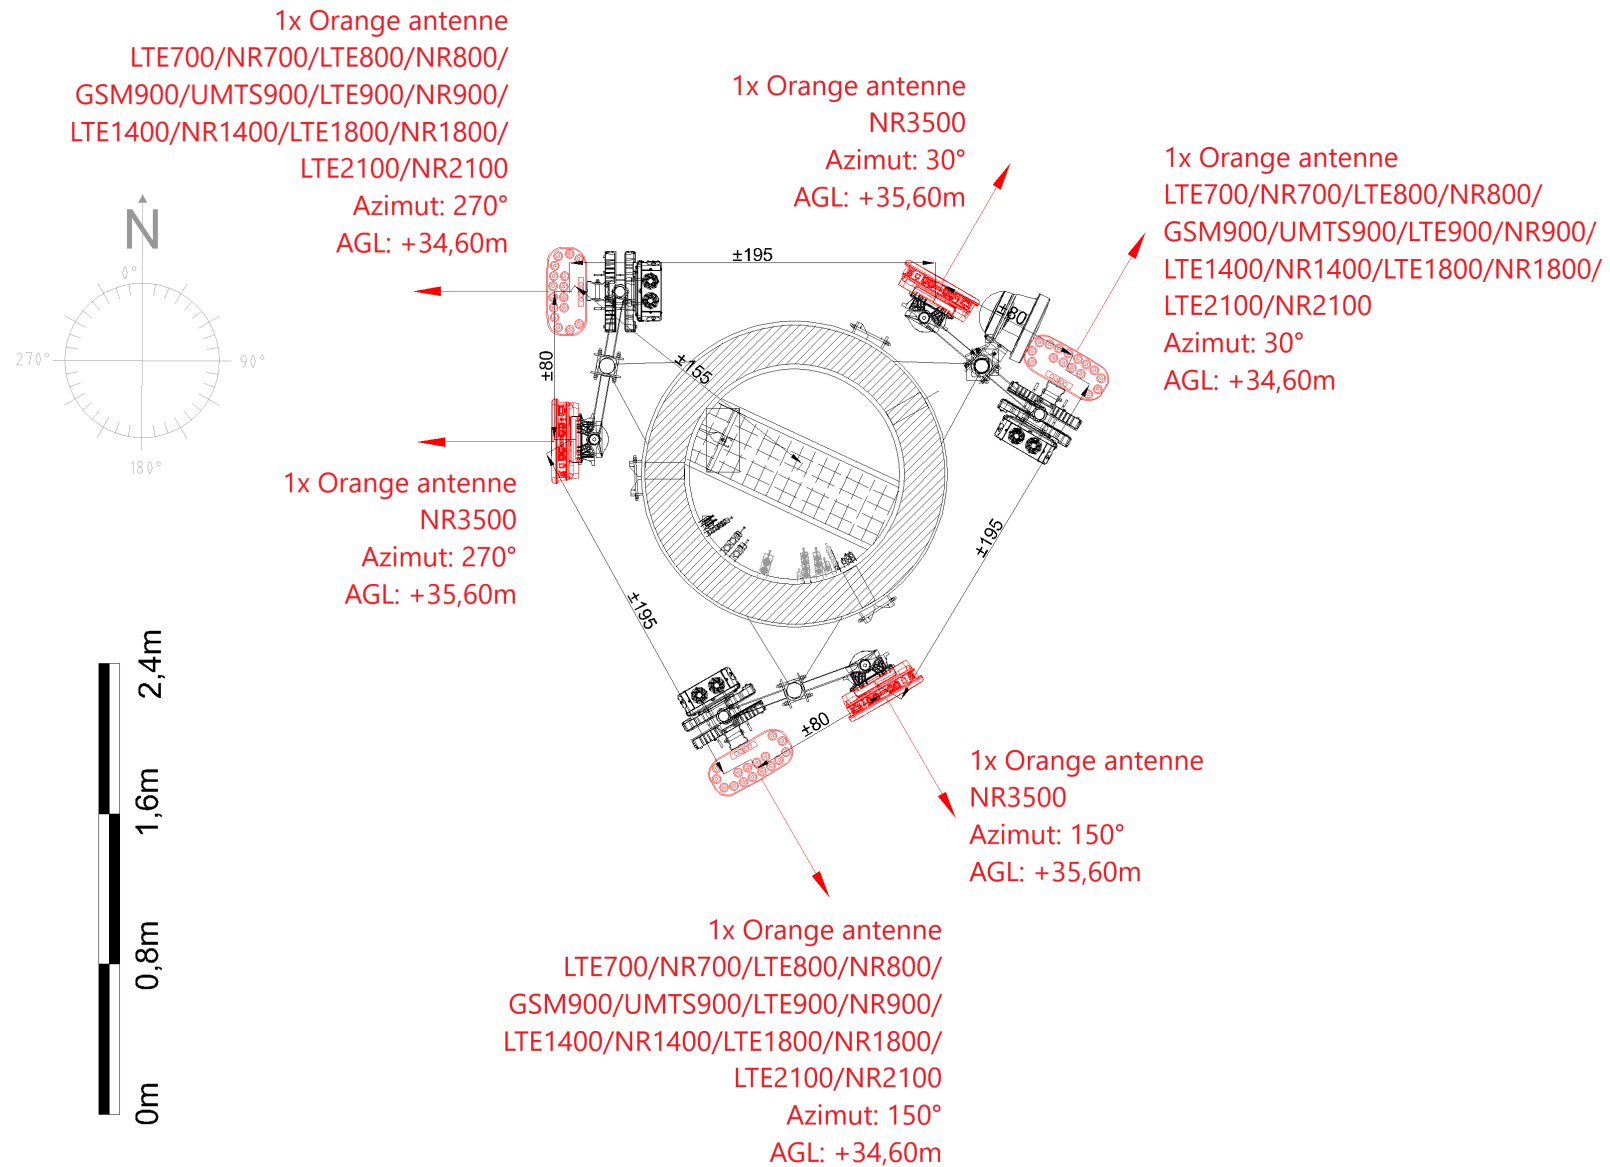 1x Orange antenne
LTE700/NR700/LTE800/NR800/
GSM900/UMTS900/LTE900/NR900/
LTE1400/NR1400/LTE1800/NR1800/
LTE2100/NR2100
Azimut: 270°
AGL: +34,60m
1x Orange antenne
NR3500
Azimut: 30°
AGL: +35,60m
1x Orange antenne
LTE700/NR700/LTE800/NR800/
GSM900/UMTS900/LTE900/NR900/
LTE1400/NR1400/LTE1800/NR1800/
LTE2100/NR2100
Azimut: 30°
AGL: +34,60m
N
0°
270°
90°
180°
±195
±80
±80
±155
1x Orange antenne
NR3500
Azimut: 270°
AGL: +35,60m
±195
±195
±80
2,4m
1,6m
0,8m
0m
1x Orange antenne
NR3500
Azimut: 150°
AGL: +35,60m
1x Orange antenne
LTE700/NR700/LTE800/NR800/
GSM900/UMTS900/LTE900/NR900/
LTE1400/NR1400/LTE1800/NR1800/
LTE2100/NR2100
Azimut: 150°
AGL: +34,60m